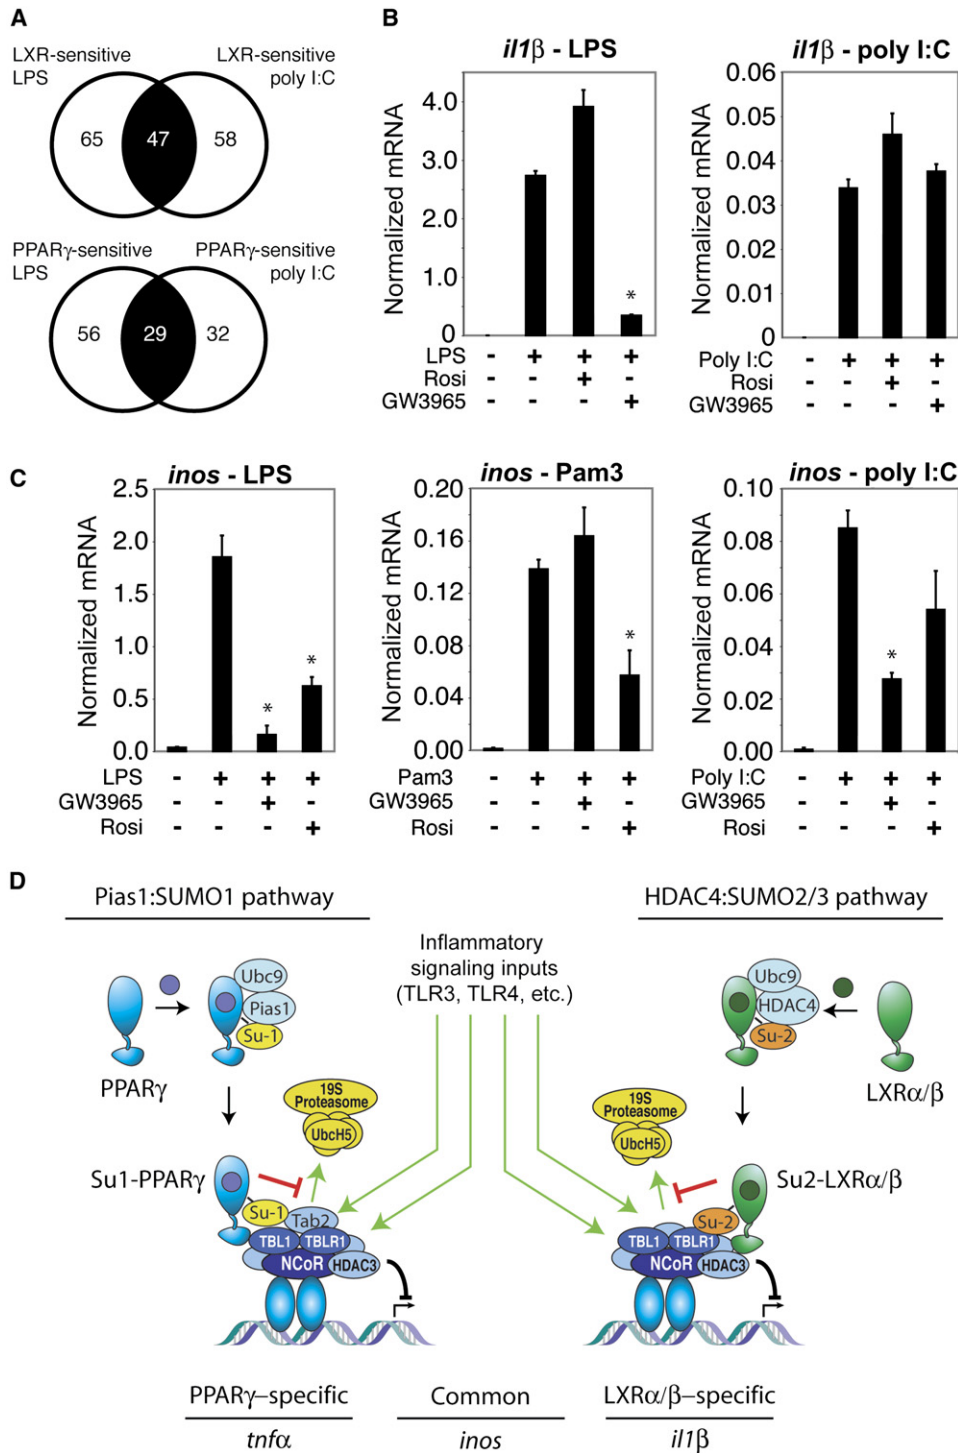 A
LXR-sensitive LPS
LXR-sensitive poly I:C
65
47
58
PPARγ-sensitive LPS
PPARγ-sensitive poly I:C
56
29
32
B
il1β - LPS
Normalized mRNA
4.0
3.0
2.0
1.0
0
*
LPS - + + +
Rosi - - + -
GW3965 - - - +
il1β - poly I:C
Normalized mRNA
0.06
0.05
0.04
0.03
0.02
0.01
0
Poly I:C - + + +
Rosi - - + -
GW3965 - - - +
C
inos - LPS
Normalized mRNA
2.5
2.0
1.5
1.0
0.5
0.0
*
*
LPS - + + +
GW3965 - - + -
Rosi - - - +
inos - Pam3
Normalized mRNA
0.20
0.16
0.12
0.08
0.04
0.00
*
Pam3 - + + +
GW3965 - - + -
Rosi - - - +
inos - poly I:C
Normalized mRNA
0.10
0.08
0.06
0.04
0.02
0.00
*
Poly I:C - + + +
GW3965 - - + -
Rosi - - - +
D
Pias1:SUMO1 pathway
HDAC4:SUMO2/3 pathway
Inflammatory
signaling inputs
(TLR3, TLR4, etc.)
Ubc9
Pias1
Su-1
PPARγ
Ubc9
HDAC4
Su-2
LXRα/β
19S
Proteasome
UbcH5
19S
Proteasome
UbcH5
Su1-PPARγ
Su2-LXRα/β
Su-1
Tab2
TBL1
TBLR1
NCoR
HDAC3
Su-2
TBL1
TBLR1
NCoR
HDAC3
PPARγ–specific
Common
LXRα/β–specific
tnfα
inos
il1β